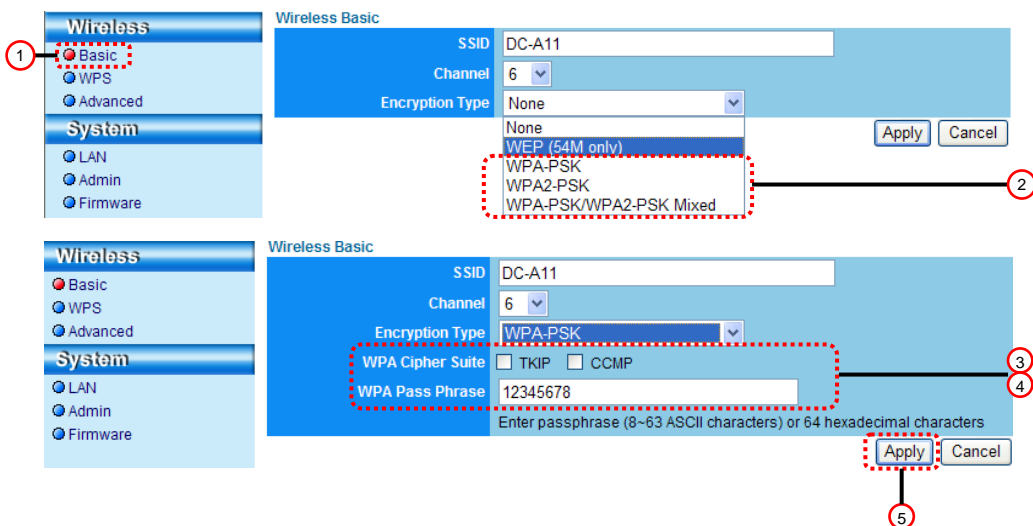 Wireless
Basic
WPS
Advanced
System
LAN
Admin
Firmware
1
Wireless Basic
SSID DC-A11
Channel 6
Encryption Type None
None
WEP (54M only)
WPA-PSK
WPA2-PSK
WPA-PSK/WPA2-PSK Mixed
Apply Cancel
2
Wireless
Basic
WPS
Advanced
System
LAN
Admin
Firmware
Wireless Basic
SSID DC-A11
Channel 6
Encryption Type WPA-PSK
WPA Cipher Suite TKIP CCMP
WPA Pass Phrase 12345678
Enter passphrase (8~63 ASCII characters) or 64 hexadecimal characters
3
4
Apply Cancel
5